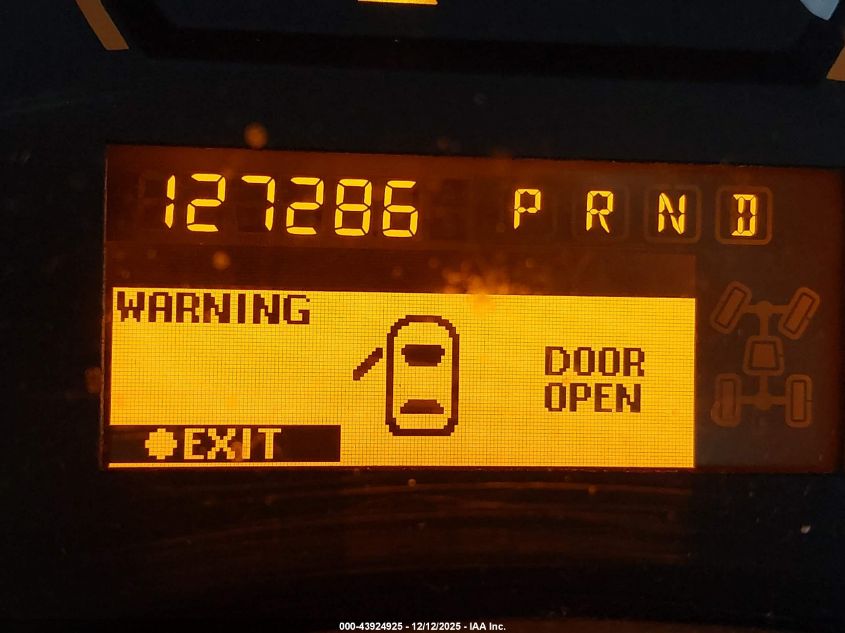 127286 P R N D
WARNING
DOOR
OPEN
EXIT
000-43924925 - 12/12/2025 - IAA Inc.